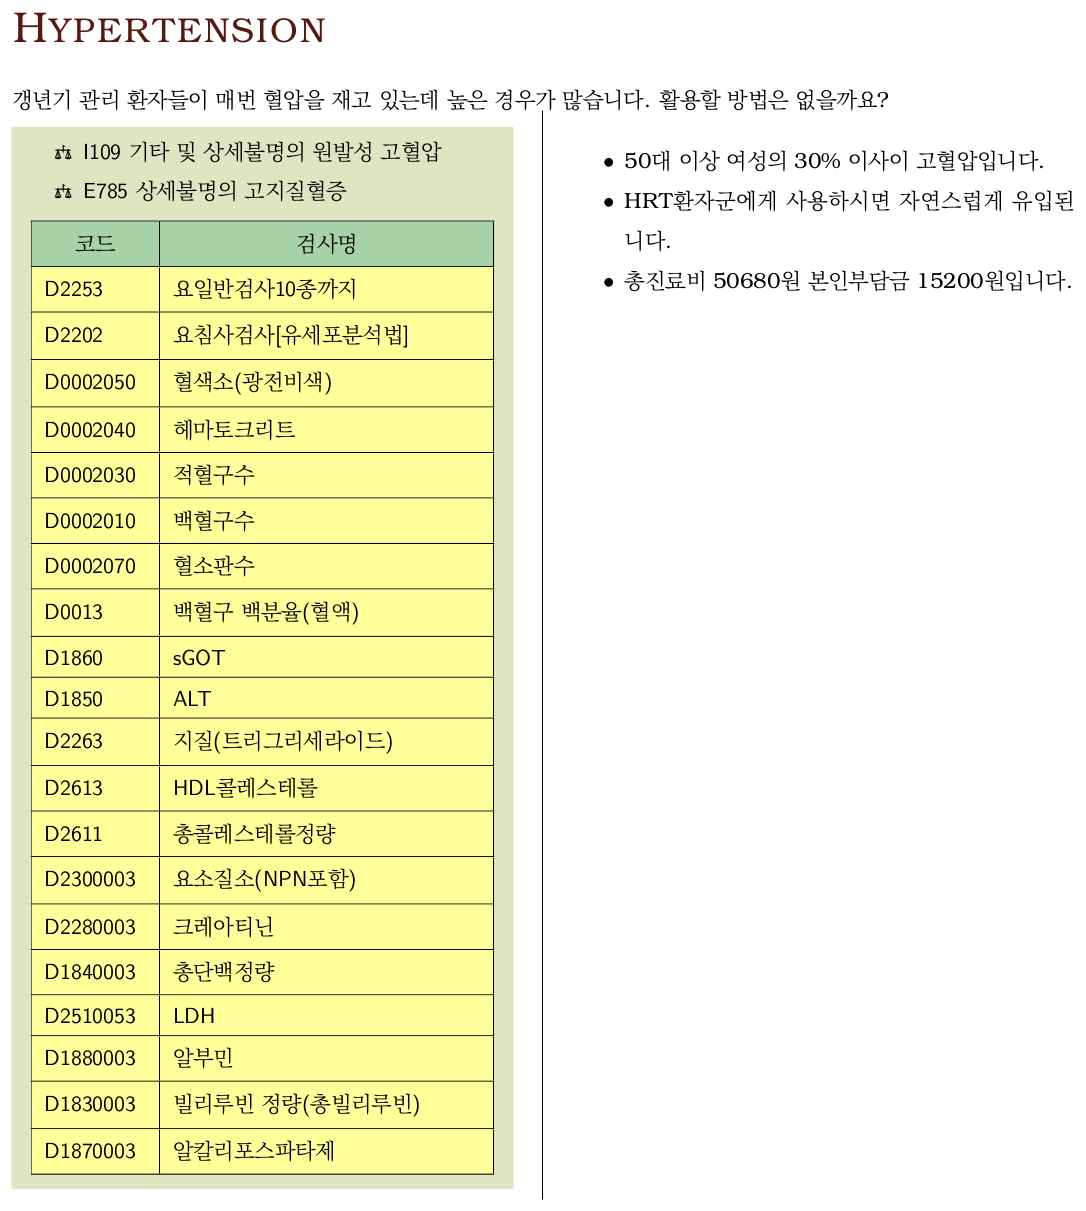 HYPERTENSION
갱년기 관리 환자들이 매번 혈압을 재고 있는데 높은 경우가 많습니다. 활용할 방법은 없을까요?
I109 기타 및 상세불명의 원발성 고혈압
E785 상세불명의 고지질혈증
코드 검사명
D2253 요일반검사10종까지
D2202 요침사검사[유세포분석법]
D0002050 혈색소(광전비색)
D0002040 헤마토크리트
D0002030 적혈구수
D0002010 백혈구수
D0002070 혈소판수
D0013 백혈구 백분율(혈액)
D1860 sGOT
D1850 ALT
D2263 지질(트리그리세라이드)
D2613 HDL콜레스테롤
D2611 총콜레스테롤정량
D2300003 요소질소(NPN포함)
D2280003 크레아티닌
D1840003 총단백정량
D2510053 LDH
D1880003 알부민
D1830003 빌리루빈 정량(총빌리루빈)
D1870003 알칼리포스파타제
• 50대 이상 여성의 30% 이사이 고혈압입니다.
• HRT환자군에게 사용하시면 자연스럽게 유입된
니다.
• 총진료비 50680원 본인부담금 15200원입니다.